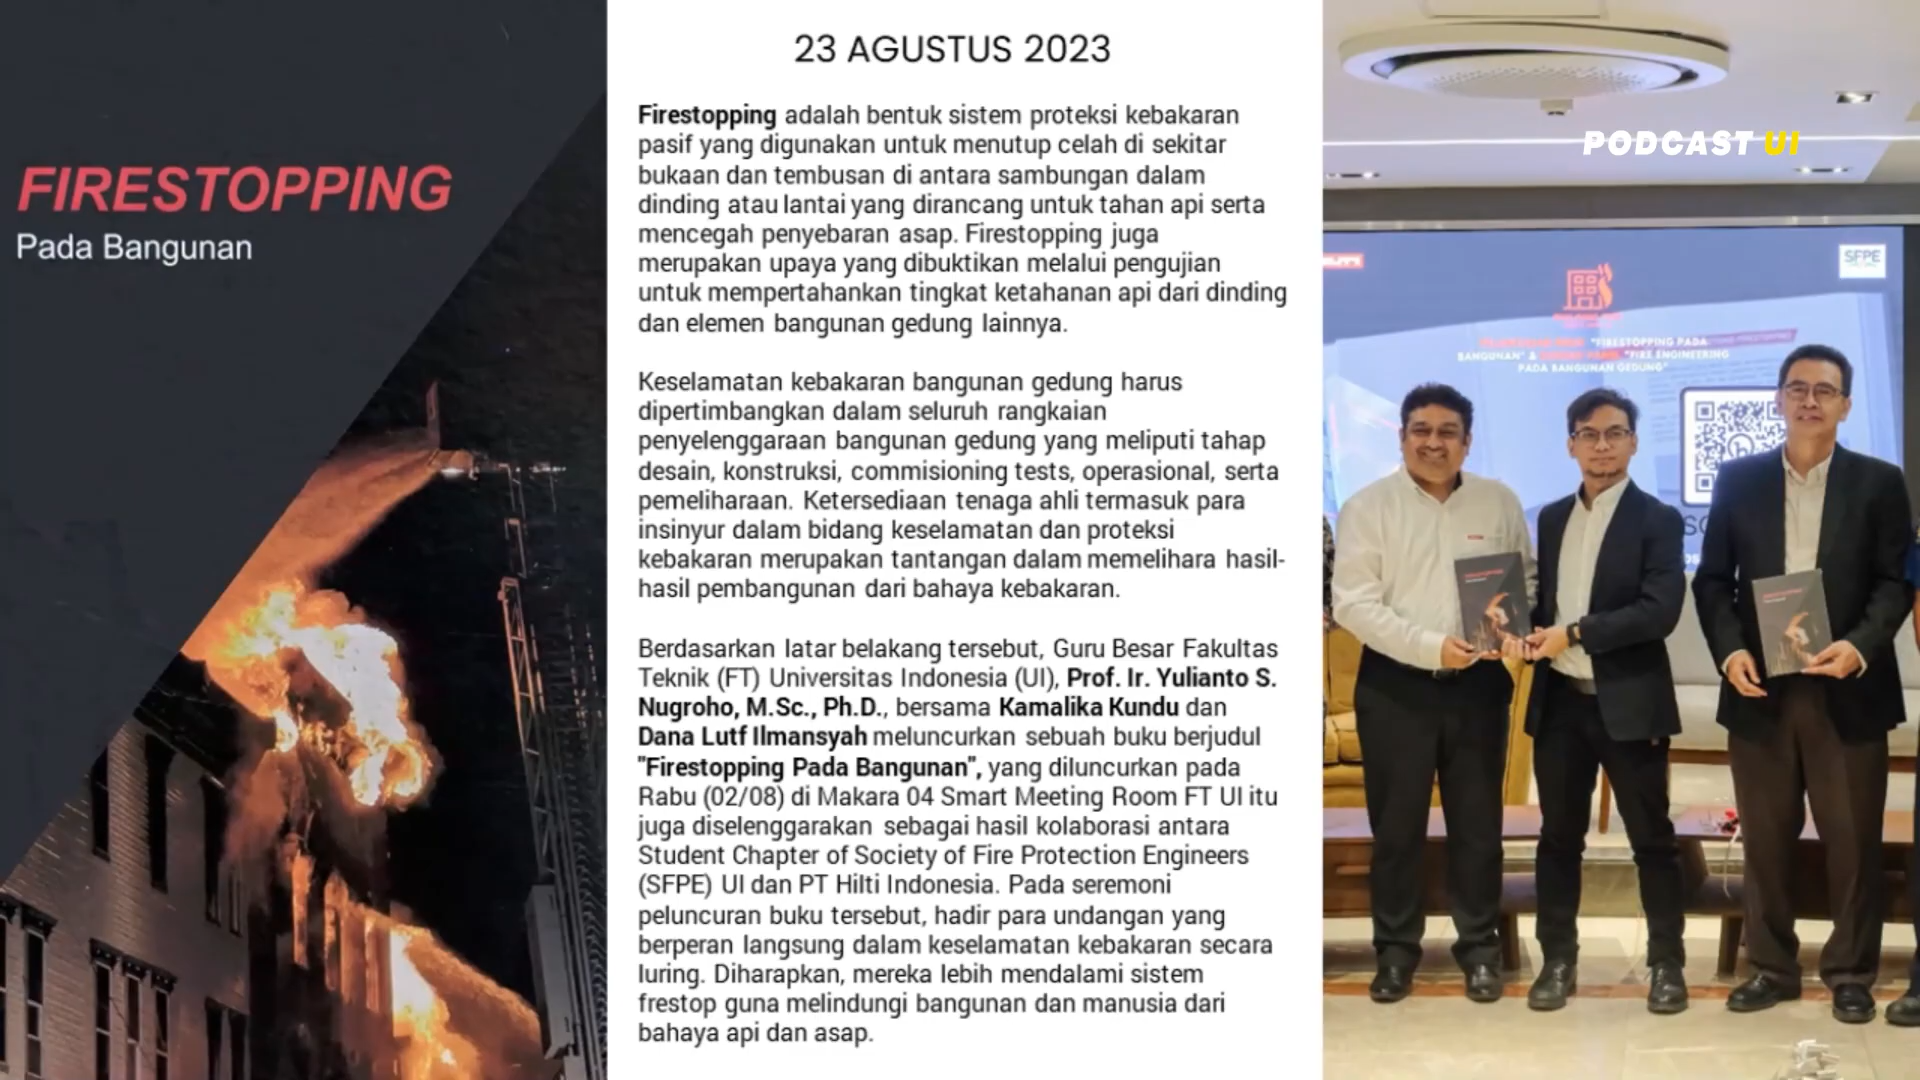 FIRESTOPPING
Pada Bangunan
23 AGUSTUS 2023
Firestopping adalah bentuk sistem proteksi kebakaran
pasif yang digunakan untuk menutup celah di sekitar
bukaan dan tembusan di antara sambungan dalam
dinding atau lantai yang dirancang untuk tahan api serta
mencegah penyebaran asap. Firestopping juga
merupakan upaya yang dibuktikan melalui pengujian
untuk mempertahankan tingkat ketahanan api dari dinding
dan elemen bangunan gedung lainnya.
Keselamatan kebakaran bangunan gedung harus
dipertimbangkan dalam seluruh rangkaian
penyelenggaraan bangunan gedung yang meliputi tahap
desain, konstruksi, commisioning tests, operasional, serta
pemeliharaan. Ketersediaan tenaga ahli termasuk para
insinyur dalam bidang keselamatan dan proteksi
kebakaran merupakan tantangan dalam memelihara hasil-
hasil pembangunan dari bahaya kebakaran.
Berdasarkan latar belakang tersebut, Guru Besar Fakultas
Teknik (FT) Universitas Indonesia (UI), Prof. Ir. Yulianto S.
Nugroho, M.Sc., Ph.D., bersama Kamalika Kundu dan
Dana Lutf Ilmansyah meluncurkan sebuah buku berjudul
"Firestopping Pada Bangunan", yang diluncurkan pada
Rabu (02/08) di Makara 04 Smart Meeting Room FT UI itu
juga diselenggarakan sebagai hasil kolaborasi antara
Student Chapter of Society of Fire Protection Engineers
(SFPE) UI dan PT Hilti Indonesia. Pada seremoni
peluncuran buku tersebut, hadir para undangan yang
berperan langsung dalam keselamatan kebakaran secara
luring. Diharapkan, mereka lebih mendalami sistem
frestop guna melindungi bangunan dan manusia dari
bahaya api dan asap.
PODCAST UI
SFPE
"FIRESTOPPING PADA
BANGUNAN" & "FIRE ENGINEERING
PADA BANGUNAN GEDUNG"